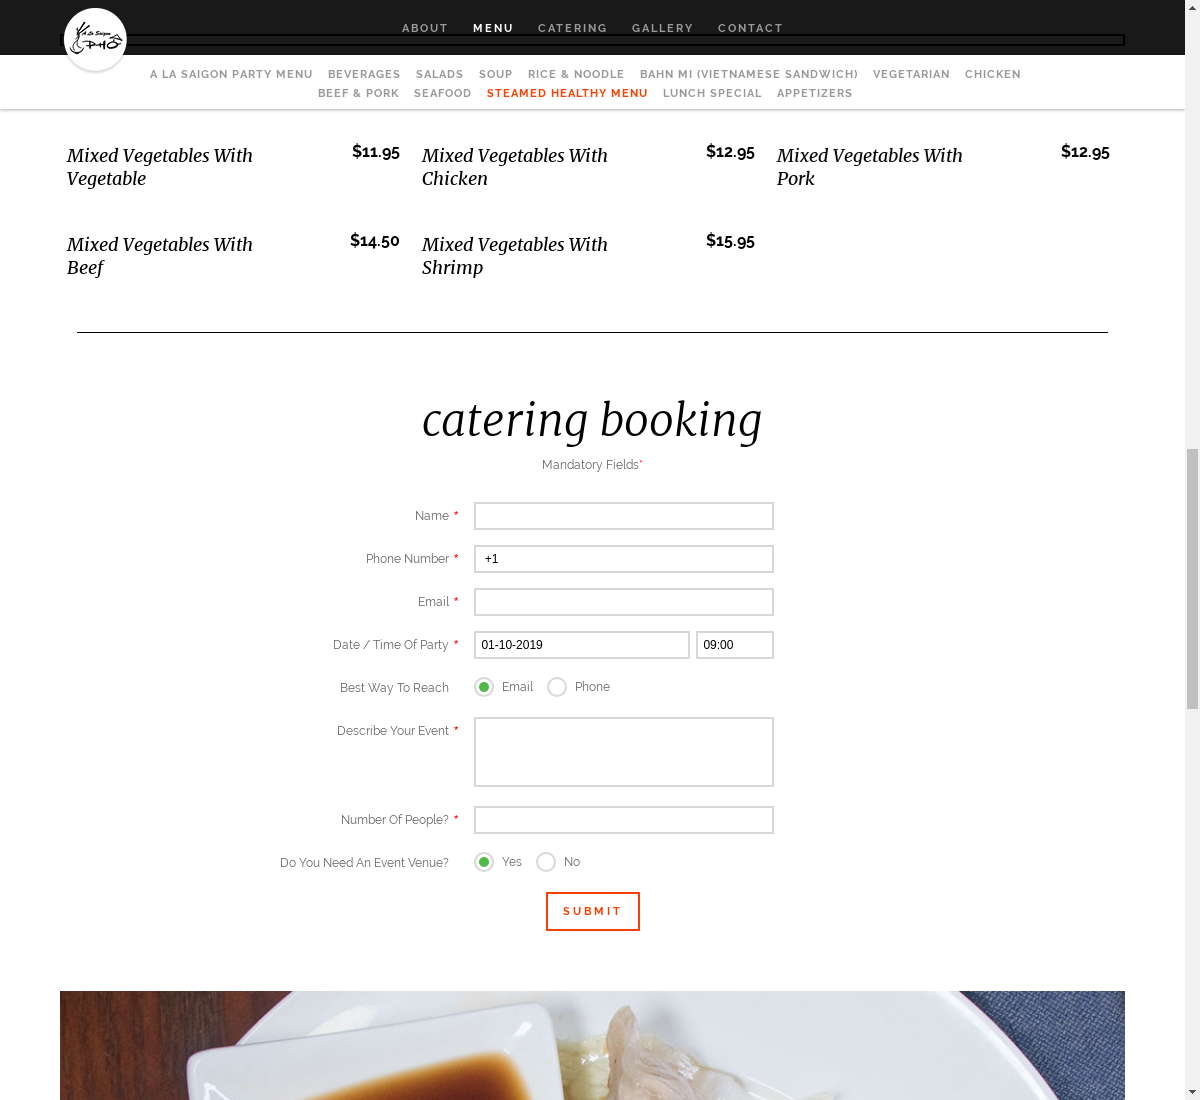 ABOUT MENU CATERING GALLERY CONTACT
A La Saigon
PHO
A LA SAIGON PARTY MENU BEVERAGES SALADS SOUP RICE & NOODLE BAHN MI (VIETNAMESE SANDWICH) VEGETARIAN CHICKEN
BEEF & PORK SEAFOOD STEAMED HEALTHY MENU LUNCH SPECIAL APPETIZERS
Mixed Vegetables With $11.95 Mixed Vegetables With $12.95 Mixed Vegetables With $12.95
Vegetable Chicken Pork
Mixed Vegetables With $14.50 Mixed Vegetables With $15.95
Beef Shrimp
catering booking
Mandatory Fields*
Name *
Phone Number * +1
Email *
Date / Time Of Party * 01-10-2019 09:00
Best Way To Reach Email Phone
Describe Your Event *
Number Of People? *
Do You Need An Event Venue? Yes No
SUBMIT